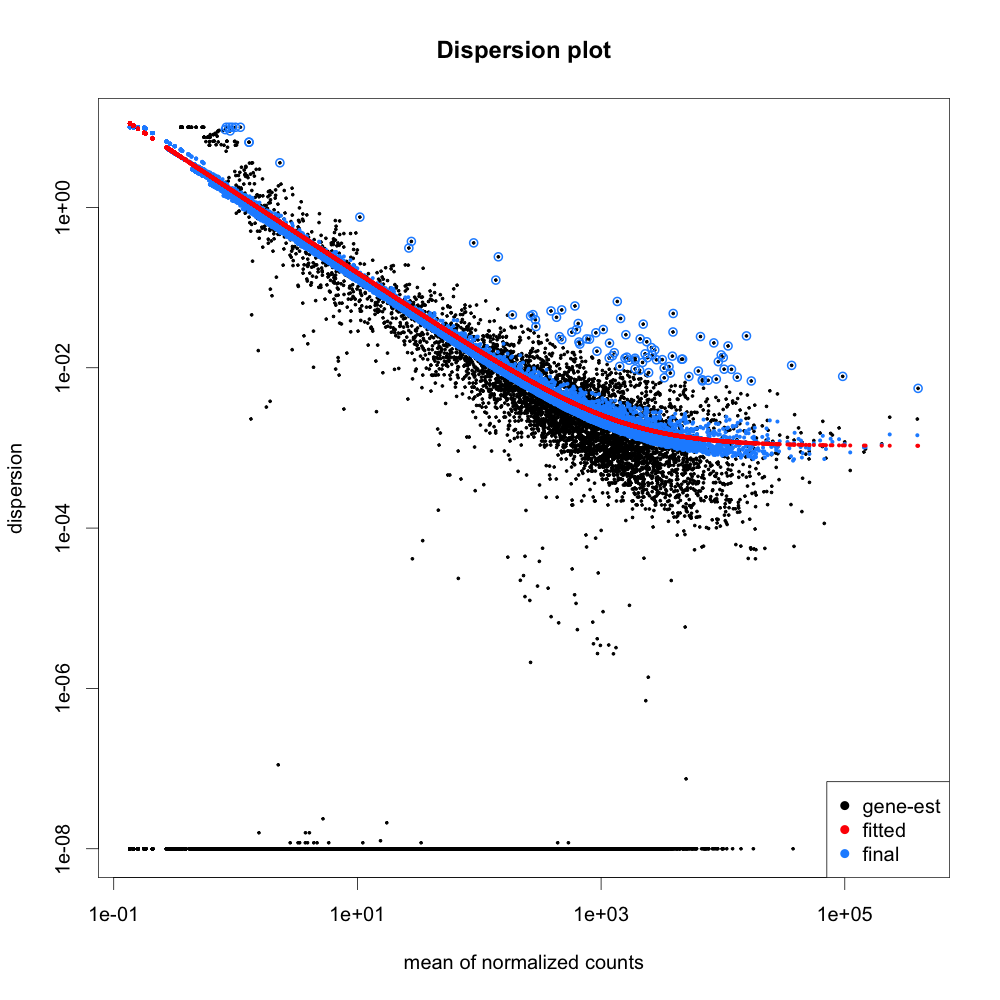 Dispersion plot
dispersion
1e+00
1e-02
1e-04
1e-06
1e-08
gene-est
fitted
final
1e-01
1e+01
1e+03
1e+05
mean of normalized counts